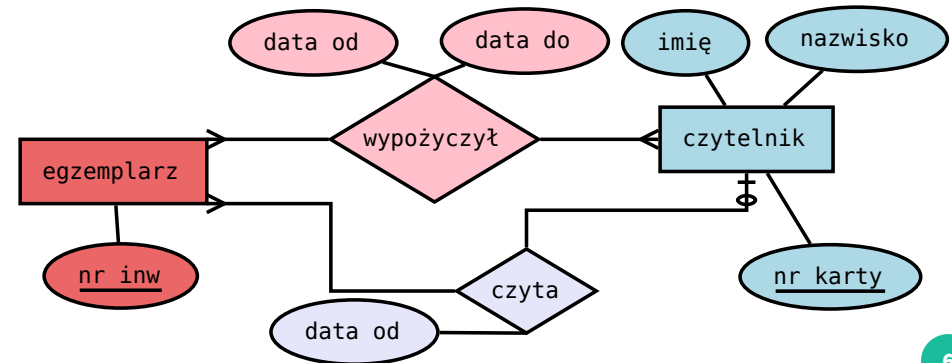 data od
data do
imię
nazwisko
wypożyczył
czytelnik
egzemplarz
nr inw
nr karty
czyta
data od